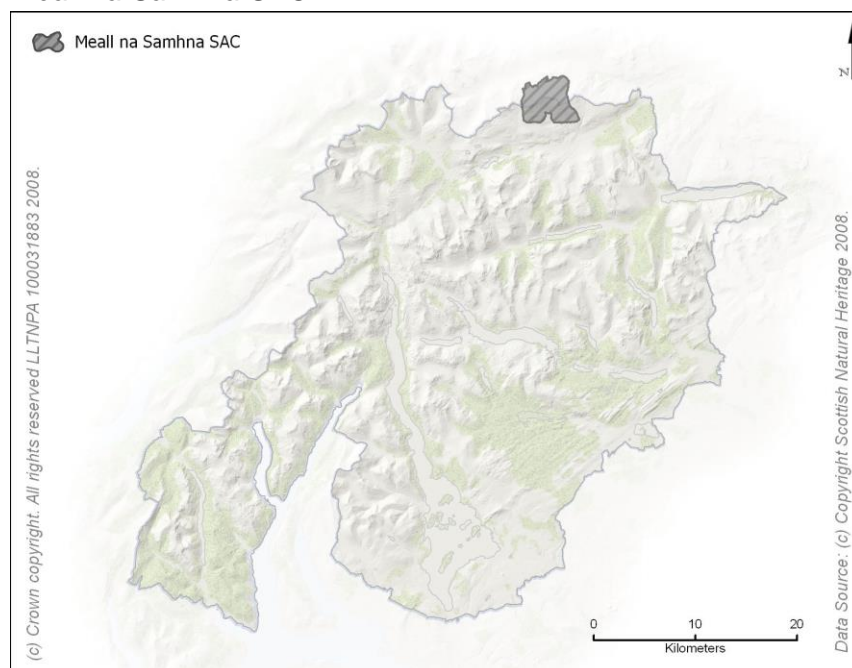 Meall na Samhna SAC
N
(c) Crown copyright. All rights reserved LLTNPA 100031883 2008.
Data Source: (c) Copyright Scottish Natural Heritage 2008.
0 10 20
Kilometers